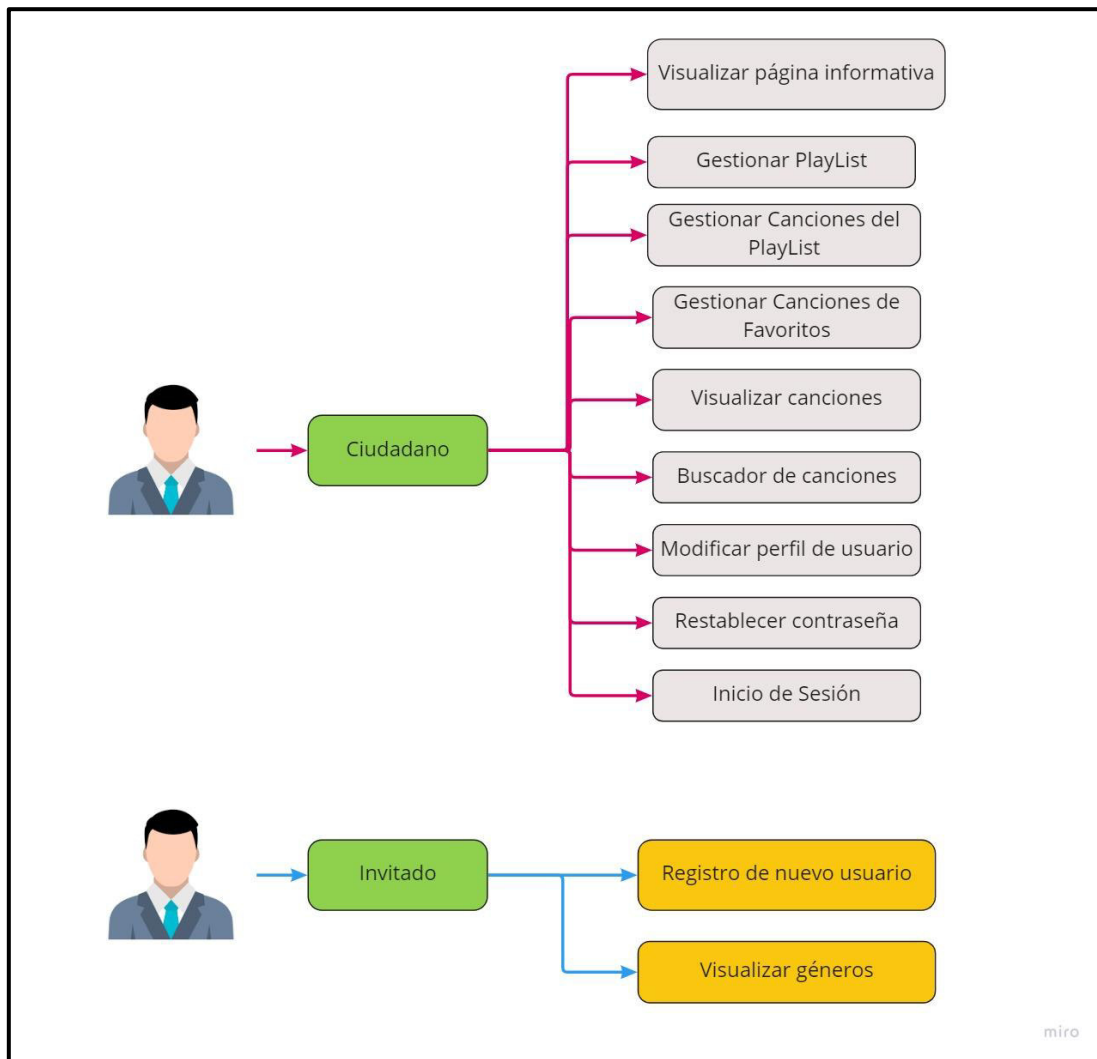 Visualizar página informativa
Gestionar PlayList
Gestionar Canciones del
PlayList
Gestionar Canciones de
Favoritos
Visualizar canciones
Ciudadano
Buscador de canciones
Modificar perfil de usuario
Restablecer contraseña
Inicio de Sesión
Invitado
Registro de nuevo usuario
Visualizar géneros
miro